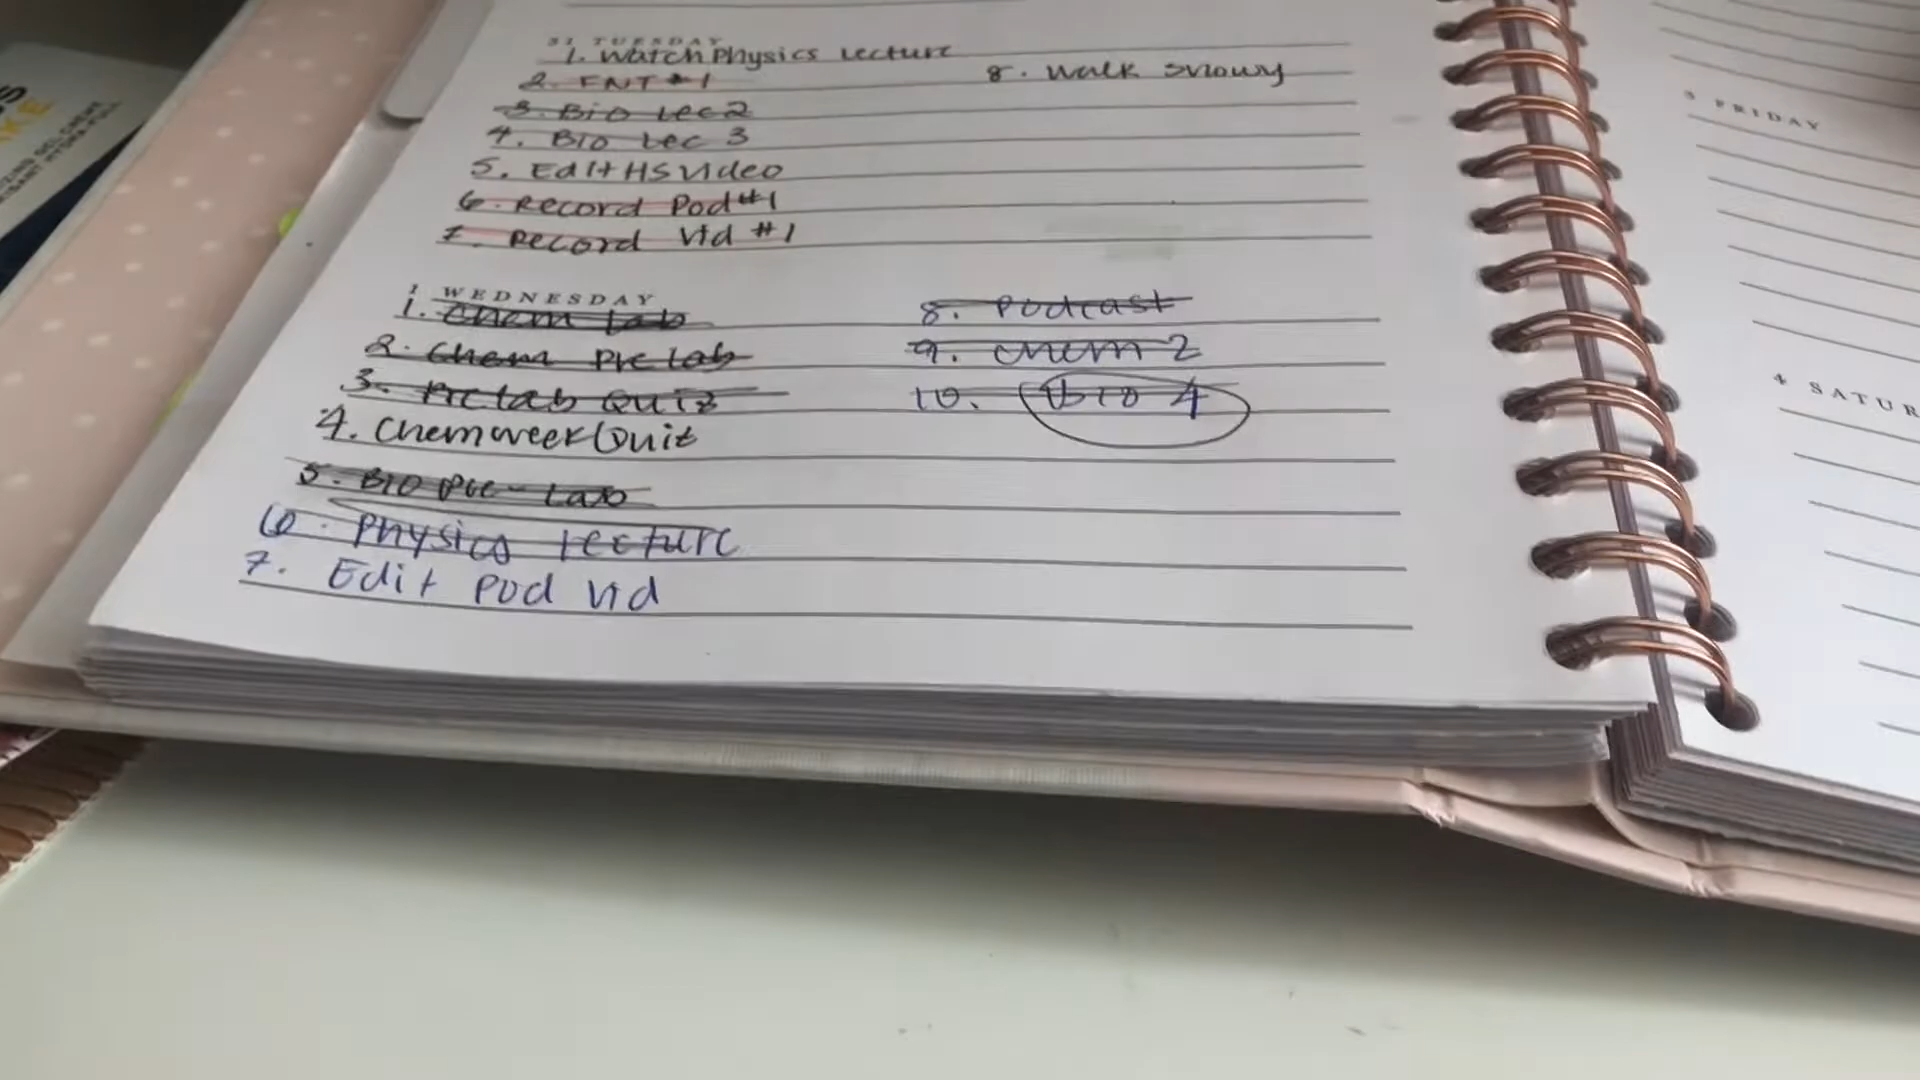 31 TUESDAY
1. Watch Physics Lecture
2. FNT #1
3. Bio Lec 2
4. Bio Lec 3
5. Edit HS Video
6. Record Pod #1
7. Record Vid #1
8. Walk Snowy
1 WEDNESDAY
1. Chem Lab
2. Chem Pre lab
3. Pre lab Quiz
4. Chem week Quiz
5. Bio Pre-Lab
6. Physics Lecture
7. Edit Pod Vid
8. Podcast
9. Chem 2
10. Bio 4
3 FRIDAY
4 SATUR